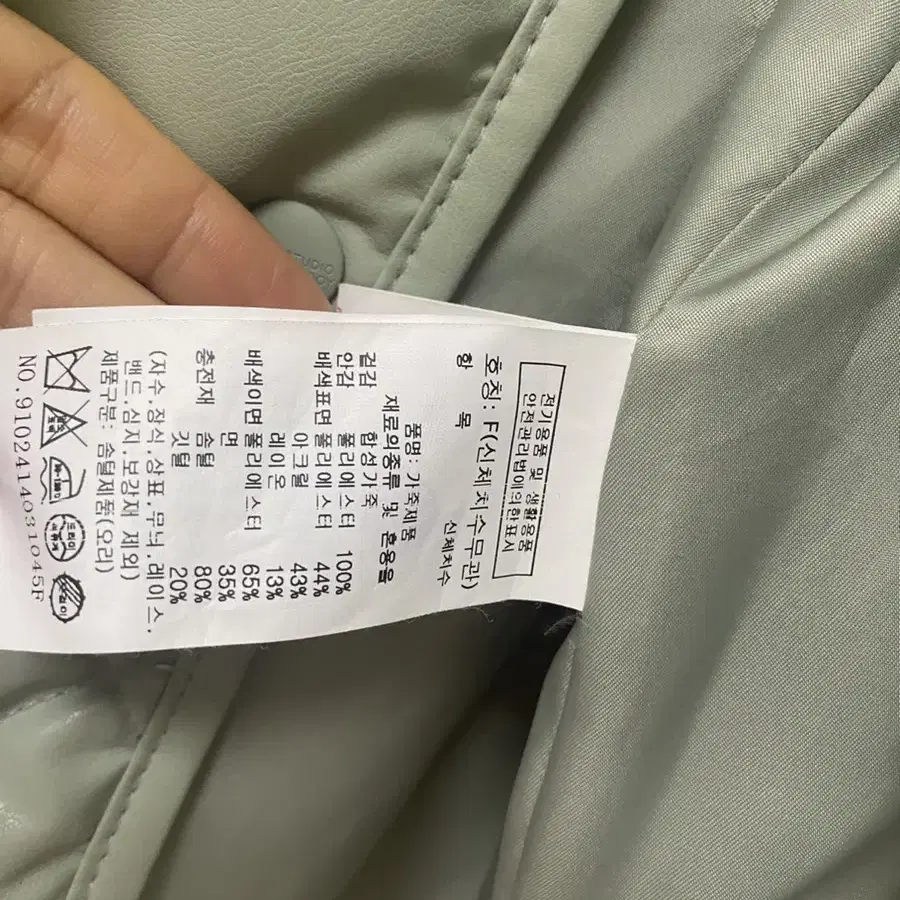 전기용품 및 생활용품
안전관리법에의한표시
호칭: F(신체치수무관)
항 목 신체치수
품명: 가죽제품
재료의종류 및 혼용율
겉감 합성가죽
안감 폴리에스터 100%
배색표면 폴리에스터 44%
아크릴 43%
레이온 13%
배색이면 폴리에스터 65%
면 35%
충전재 솜털 80%
깃털 20%
(자수,장식,상표,무늬,레이스,
밴드,심지,보강재 제외)
제품구분: 솜털제품(오리)
NO.910241403104​5F